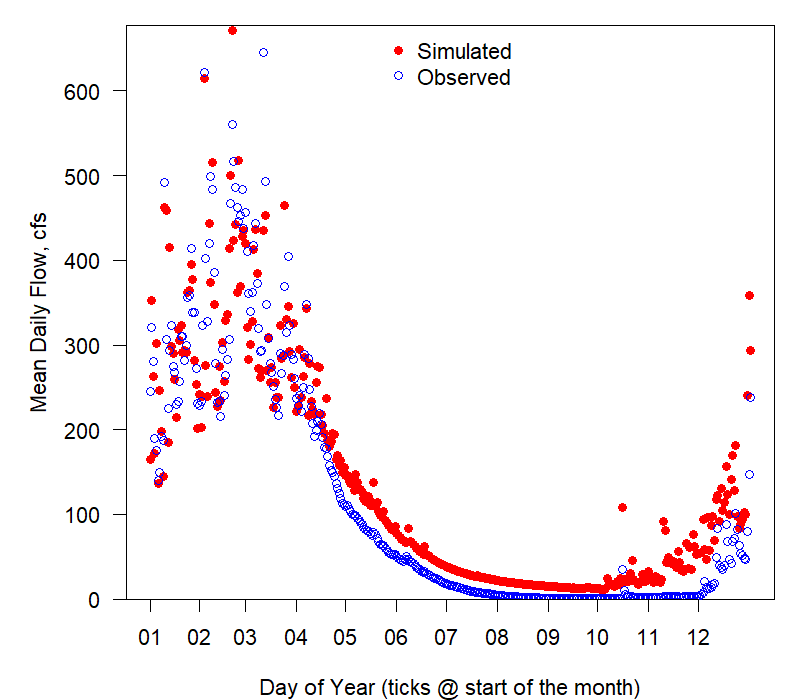 Simulated
Observed
Mean Daily Flow, cfs
600
500
400
300
200
100
0
01 02 03 04 05 06 07 08 09 10 11 12
Day of Year (ticks @ start of the month)